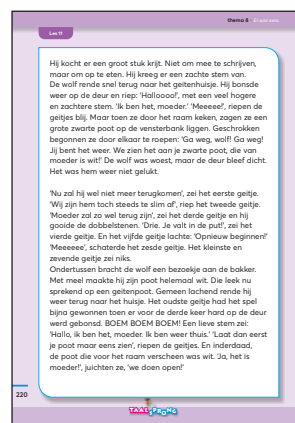 thema 8 - Er was eens
Les 11
Hij kocht er een groot stuk krijt. Niet om mee te schrijven,
maar om op te eten. Hij kreeg er een zachte stem van.
De wolf rende snel terug naar het geitenhuisje. Hij bonsde
weer op de deur en riep: ‘Halloooo!’, met een veel hogere
en zachtere stem. ‘Ik ben het, moeder.’ ‘Meeeee!’, riepen de
geitjes blij. Maar toen ze door het raam keken, zagen ze een
grote zwarte poot op de vensterbank liggen. Geschrokken
begonnen ze door elkaar te roepen: ‘Ga weg, wolf! Ga weg!
Jij bent het weer. We zien het aan je zwarte poot, die van
moeder is wit!’ De wolf was woest, maar de deur bleef dicht.
Het was hem weer niet gelukt.
‘Nu zal hij wel niet meer terugkomen’, zei het eerste geitje.
‘Wij zijn hem toch steeds te slim af’, riep het tweede geitje.
‘Moeder zal zo wel terug zijn’, zei het derde geitje en hij
gooide de dobbelstenen. ‘Drie. Je valt in de put!’, zei het
vierde geitje. En het vijfde geitje lachte: ‘Opnieuw beginnen!’
‘Meeeeee’, schaterde het zesde geitje. Het kleinste en
zevende geitje zei niks.
Ondertussen bracht de wolf een bezoekje aan de bakker.
Met meel maakte hij zijn poot helemaal wit. Die leek nu
sprekend op een geitenpoot. Gemeen lachend rende hij
weer terug naar het huisje. Het oudste geitje had het spel
bijna gewonnen toen er voor de derde keer hard op de deur
werd gebonsd. BOEM BOEM BOEM! Een lieve stem zei:
‘Hallo, ik ben het, moeder. Ik ben weer thuis.’ ‘Laat dan eerst
je poot maar eens zien’, riepen de geitjes. En inderdaad,
de poot die voor het raam verscheen was wit. ‘Ja, het is
moeder!’, juichten ze, ‘we doen open!’
220
TAALSPRONG